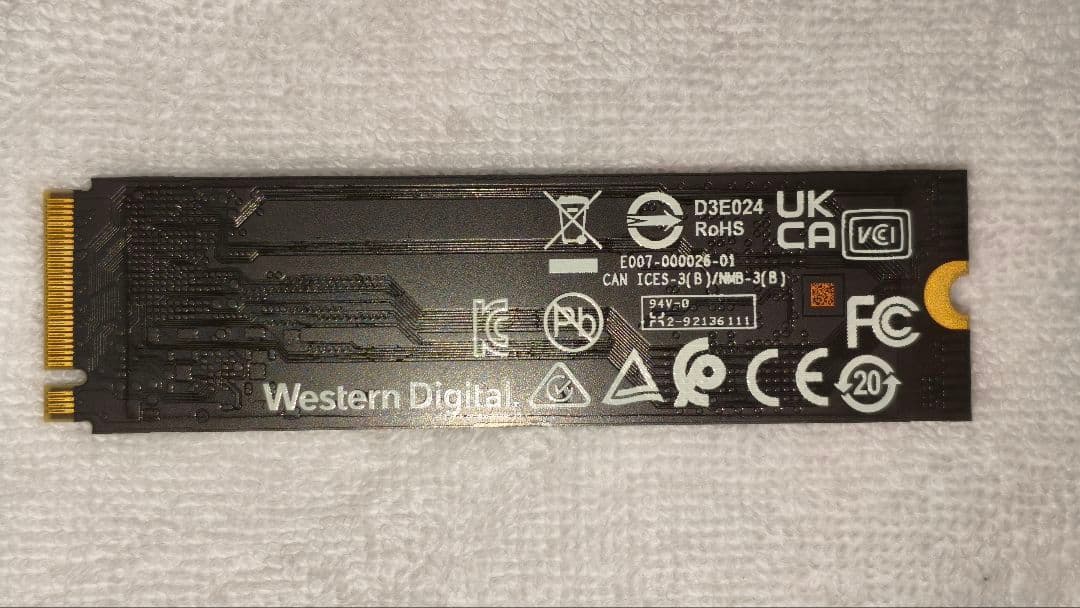 D3E024
RoHS
UK
CA
VCI
E007-000026-01
CAN ICES-3(B)/NMB-3(B)
94V-0
Pb
FC
Western Digital.
CE
20